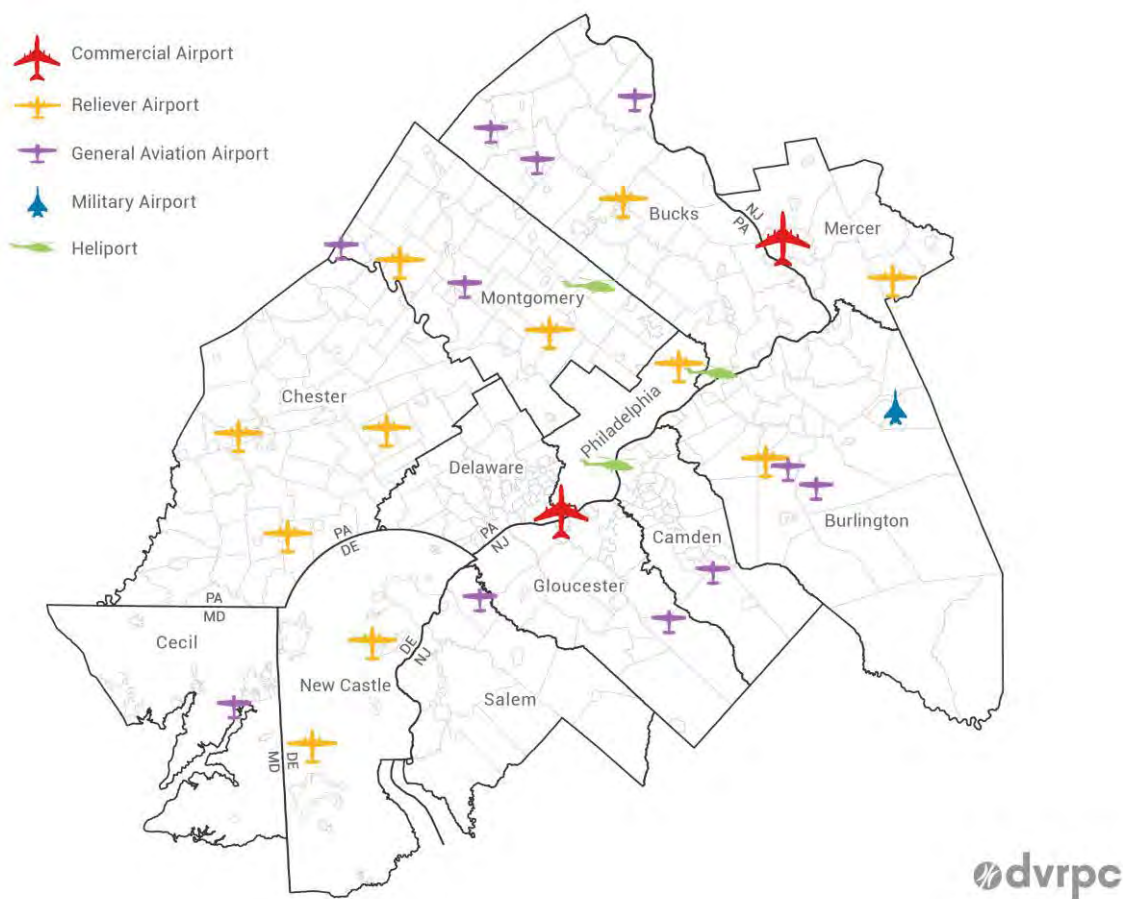 Commercial Airport
Reliever Airport
General Aviation Airport
Military Airport
Heliport
NJ
PA
Bucks
Mercer
Montgomery
Chester
Philadelphia
Delaware
Burlington
PA
DE
PA
NJ
Camden
Gloucester
PA
MD
Cecil
DE
NJ
New Castle
Salem
MD
DE
dvrpc